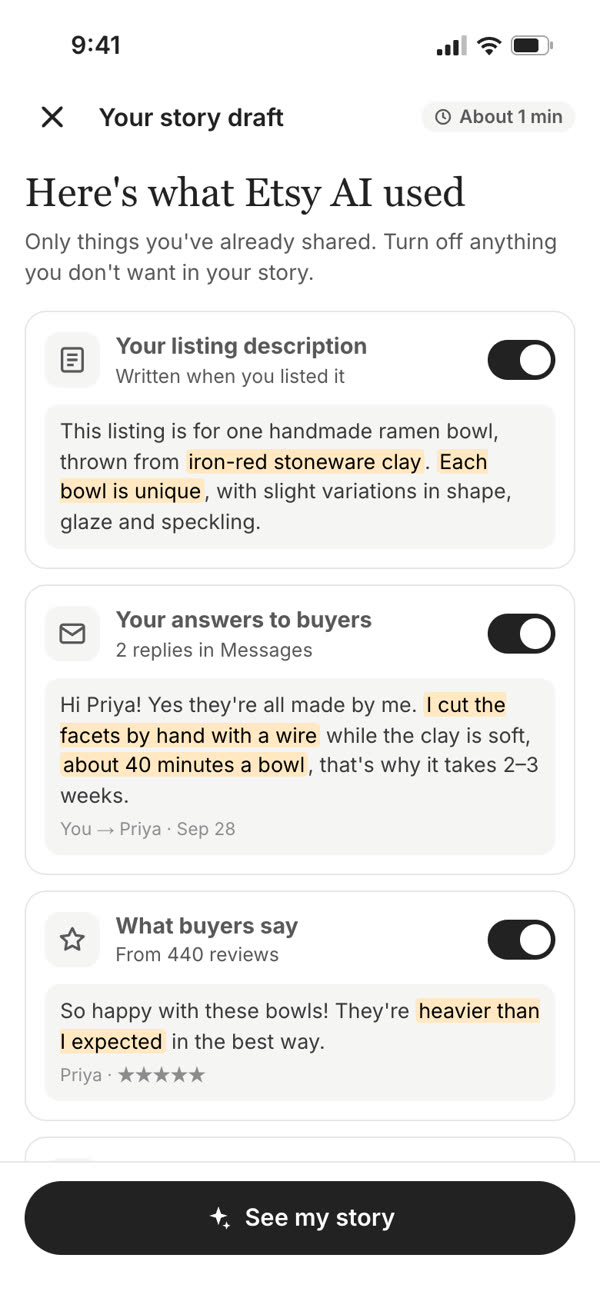 9:41
Your story draft
About 1 min
Here's what Etsy AI used
Only things you've already shared. Turn off anything
you don't want in your story.
Your listing description
Written when you listed it
This listing is for one handmade ramen bowl,
thrown from iron-red stoneware clay. Each
bowl is unique, with slight variations in shape,
glaze and speckling.
Your answers to buyers
2 replies in Messages
Hi Priya! Yes they're all made by me. I cut the
facets by hand with a wire while the clay is soft,
about 40 minutes a bowl, that's why it takes 2–3
weeks.
You → Priya · Sep 28
What buyers say
From 440 reviews
So happy with these bowls! They're heavier than
I expected in the best way.
Priya · ★★★★★
See my story